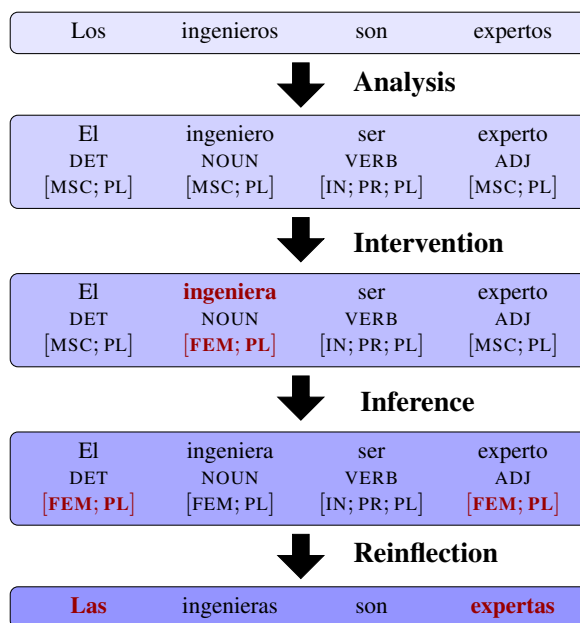 Los ingenieros son expertos
Analysis
El ingeniero ser experto
DET NOUN VERB ADJ
[MSC; PL] [MSC; PL] [IN; PR; PL] [MSC; PL]
Intervention
El ingeniera ser experto
DET NOUN VERB ADJ
[MSC; PL] [FEM; PL] [IN; PR; PL] [MSC; PL]
Inference
El ingeniera ser experto
DET NOUN VERB ADJ
[FEM; PL] [FEM; PL] [IN; PR; PL] [FEM; PL]
Reinflection
Las ingenieras son expertas